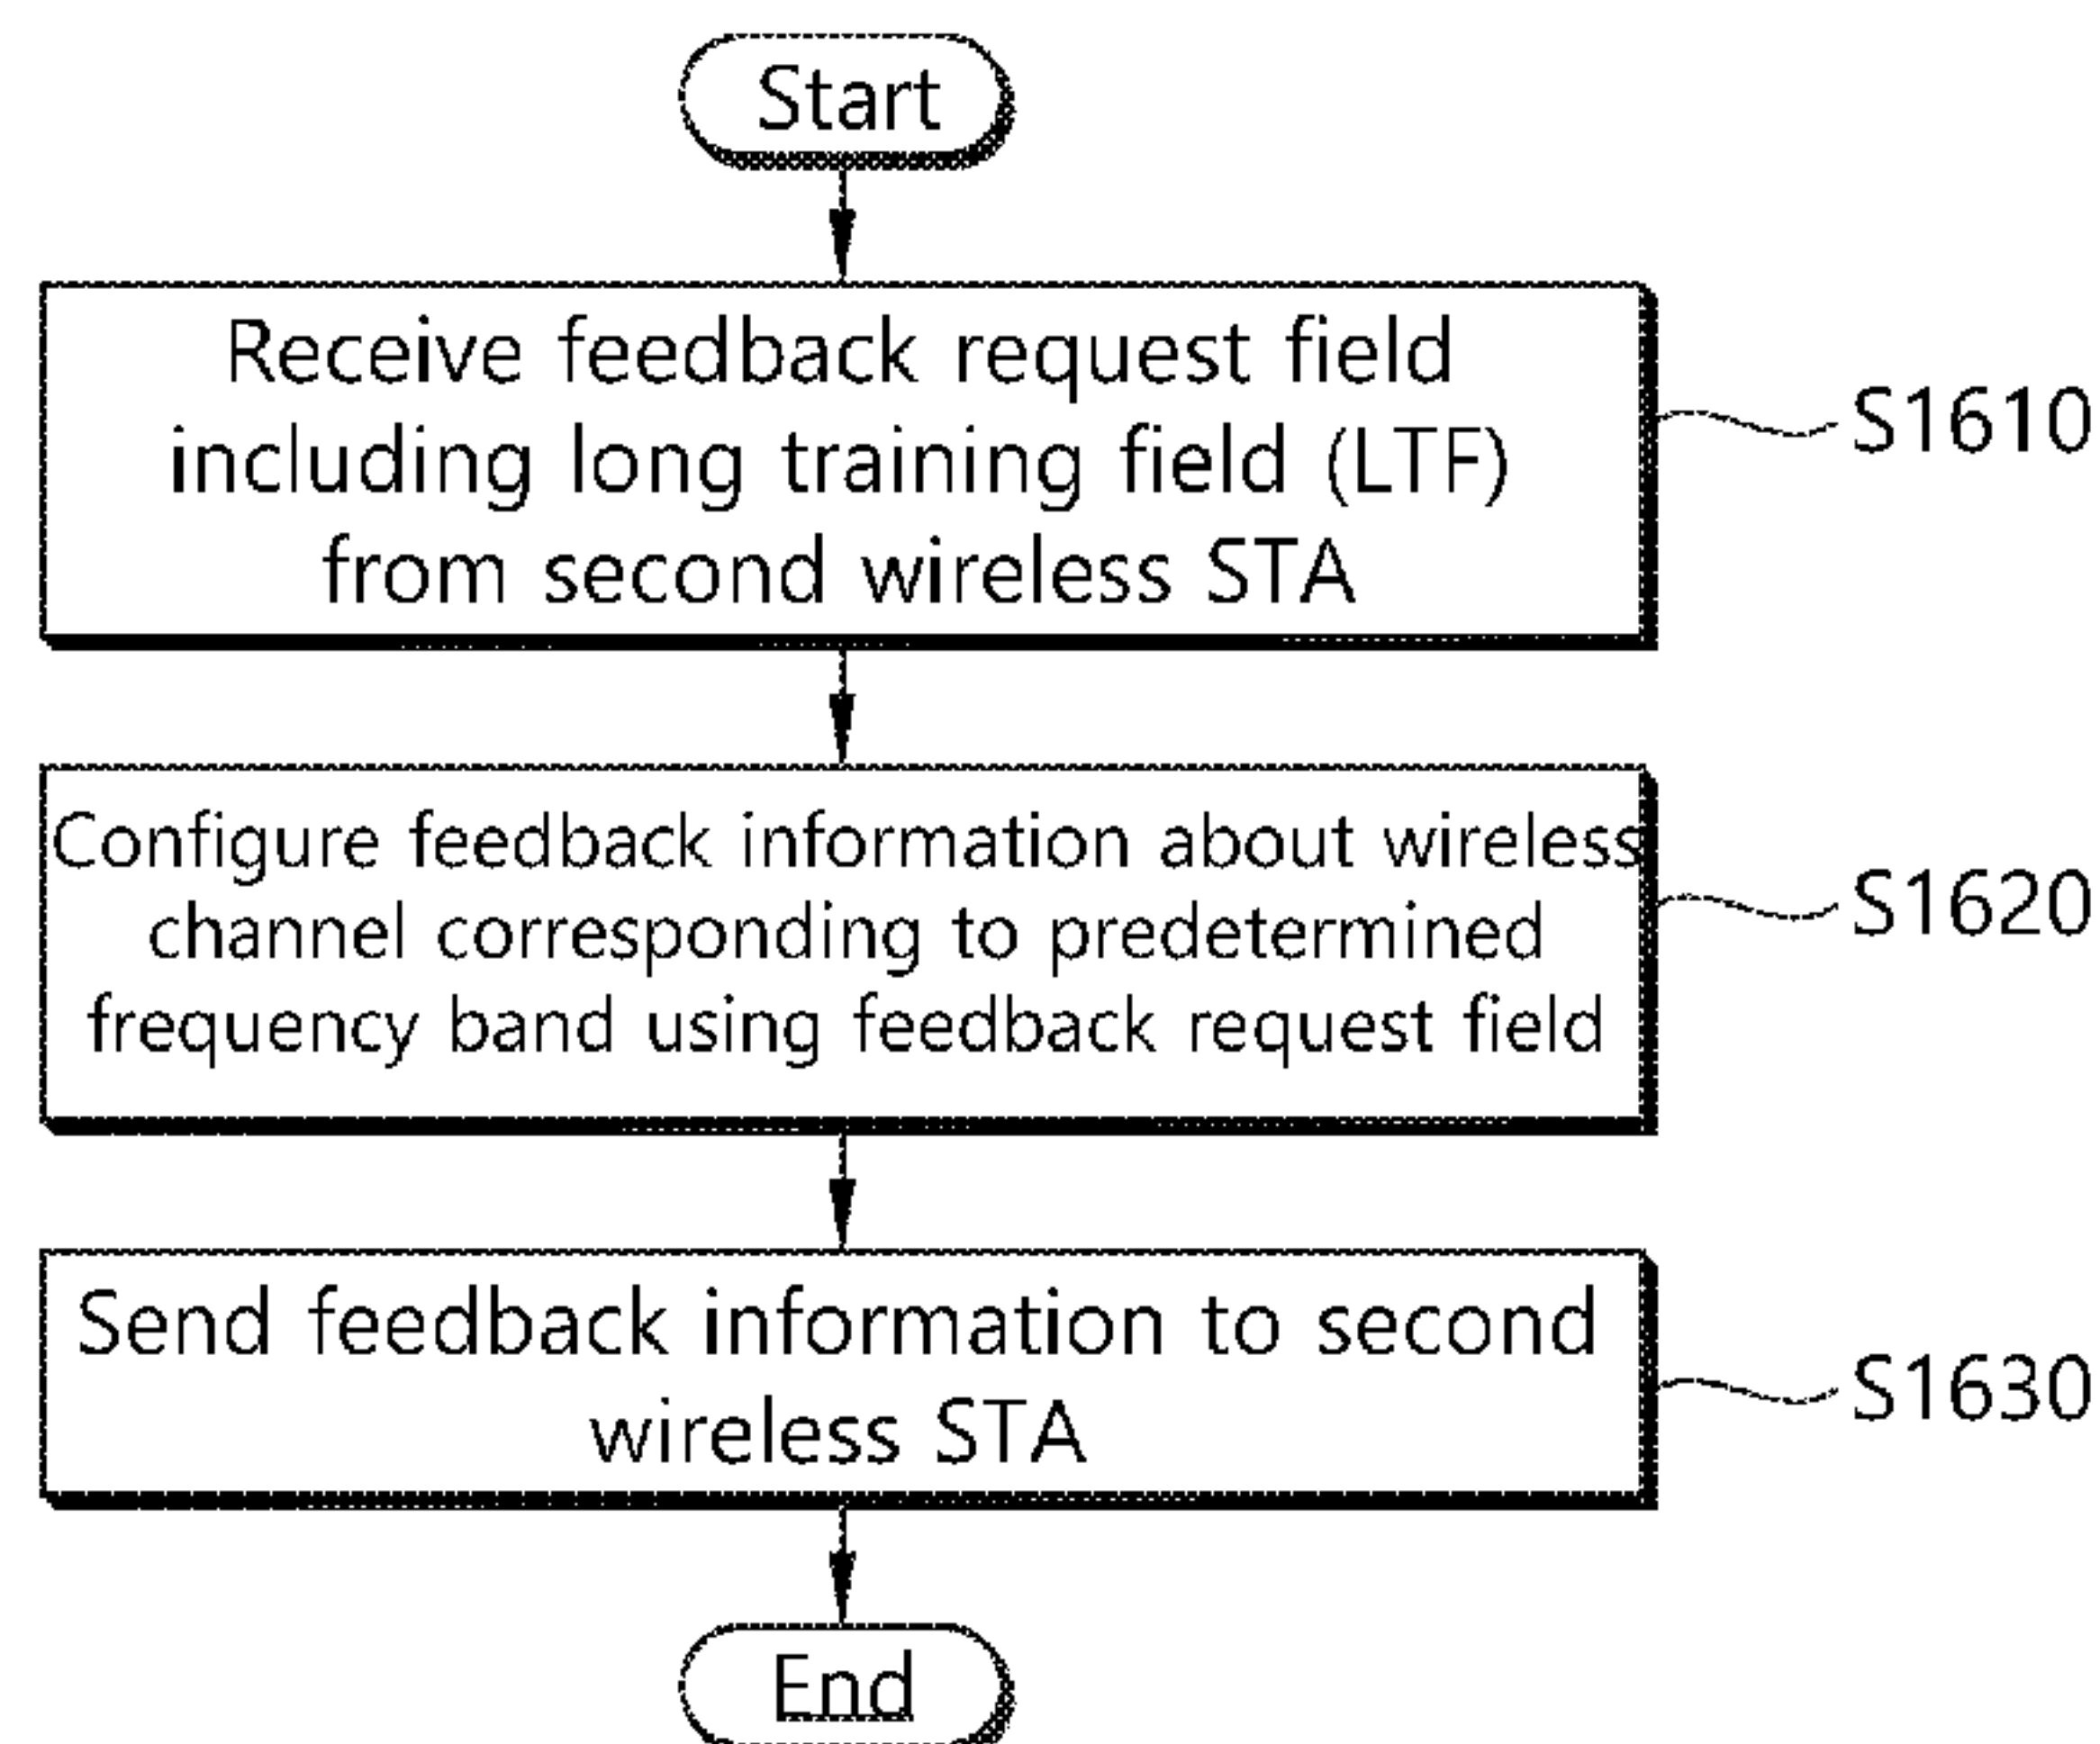 Start
Receive feedback request field
including long training field (LTF)
from second wireless STA
S1610
Configure feedback information about wireless
channel corresponding to predetermined
frequency band using feedback request field
S1620
Send feedback information to second
wireless STA
S1630
End